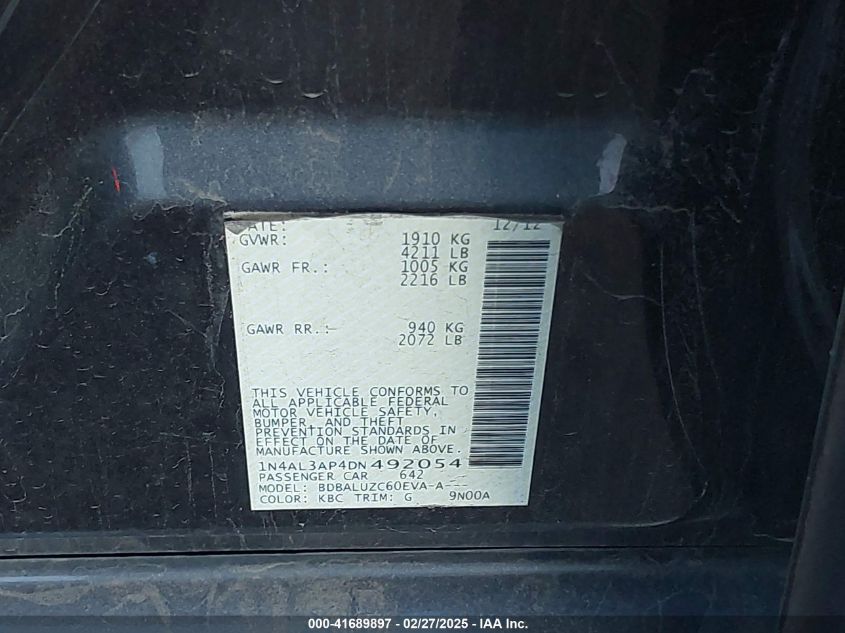 ATE: 12/12
GVWR: 1910 KG
4211 LB
GAWR FR.: 1005 KG
2216 LB
GAWR RR.: 940 KG
2072 LB
THIS VEHICLE CONFORMS TO
ALL APPLICABLE FEDERAL
MOTOR VEHICLE SAFETY,
BUMPER, AND THEFT
PREVENTION STANDARDS IN
EFFECT ON THE DATE OF
MANUFACTURE SHOWN ABOVE.
1N4AL3AP4DN492054
PASSENGER CAR 642
MODEL: BDBALUZC60EVA-A---
COLOR: KBC TRIM: G 9N00A
000-41689897 — 02/27/2025 — IAA Inc.